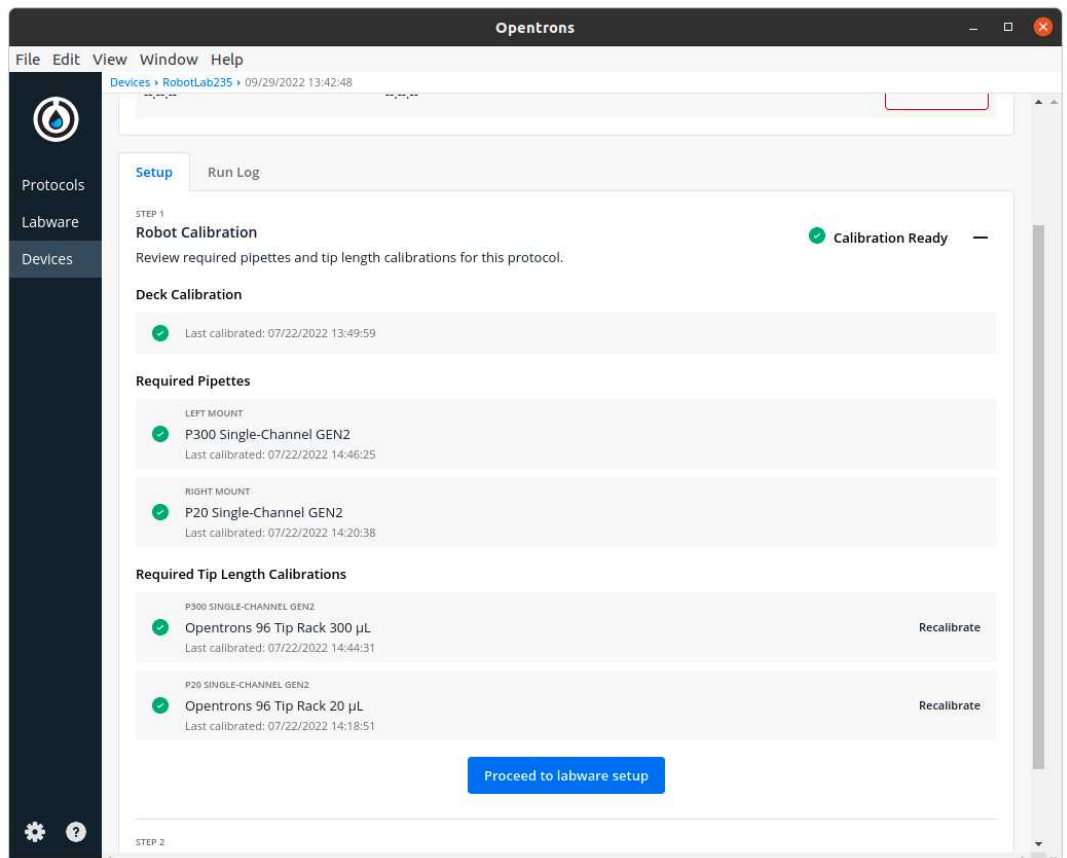 Opentrons
File Edit View Window Help
Devices › RobotLab235 › 09/29/2022 13:42:48
Protocols
Labware
Devices
Setup Run Log
STEP 1
Robot Calibration
Calibration Ready
Review required pipettes and tip length calibrations for this protocol.
Deck Calibration
Last calibrated: 07/22/2022 13:49:59
Required Pipettes
LEFT MOUNT
P300 Single-Channel GEN2
Last calibrated: 07/22/2022 14:46:25
RIGHT MOUNT
P20 Single-Channel GEN2
Last calibrated: 07/22/2022 14:20:38
Required Tip Length Calibrations
P300 SINGLE-CHANNEL GEN2
Opentrons 96 Tip Rack 300 µL
Recalibrate
Last calibrated: 07/22/2022 14:44:31
P20 SINGLE-CHANNEL GEN2
Opentrons 96 Tip Rack 20 µL
Recalibrate
Last calibrated: 07/22/2022 14:18:51
Proceed to labware setup
STEP 2